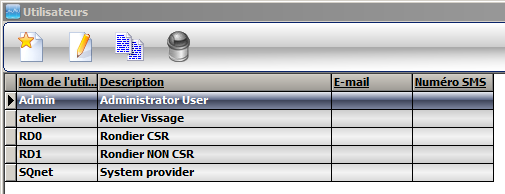 Utilisateurs
Nom de l'util... Description E-mail Numéro SMS
Admin Administrator User
atelier Atelier Vissage
RD0 Rondier CSR
RD1 Rondier NON CSR
SQnet System provider